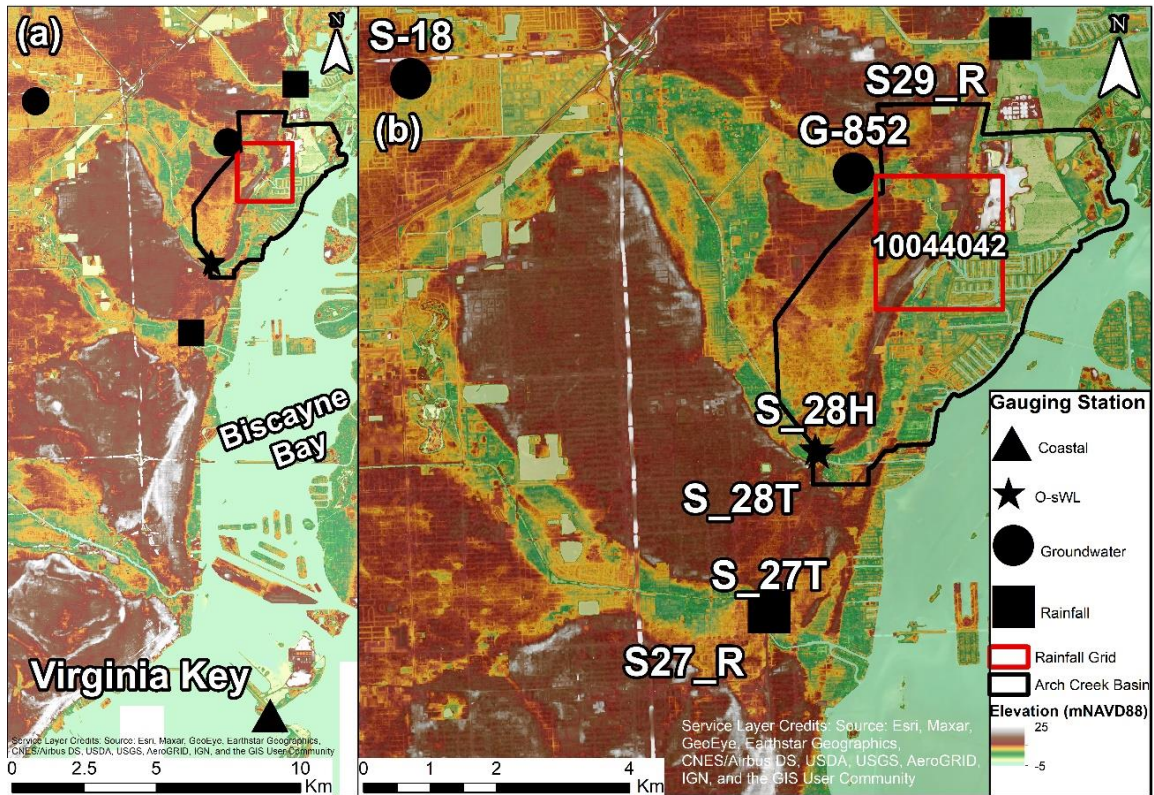 (a)
N
Biscayne
Bay
Virginia Key
Service Layer Credits: Source: Esri, Maxar, GeoEye, Earthstar Geographics,
CNES/Airbus DS, USDA, USGS, AeroGRID, IGN, and the GIS User Community
0 2.5 5 10
Km
S-18
(b)
N
S29_R
G-852
10044042
S_28H
S_28T
S_27T
S27_R
Service Layer Credits: Source: Esri, Maxar,
GeoEye, Earthstar Geographics,
CNES/Airbus DS, USDA, USGS, AeroGRID,
IGN, and the GIS User Community
0 1 2 4
Km
Gauging Station
Coastal
O-sWL
Groundwater
Rainfall
Rainfall Grid
Arch Creek Basin
Elevation (mNAVD88)
25
-5